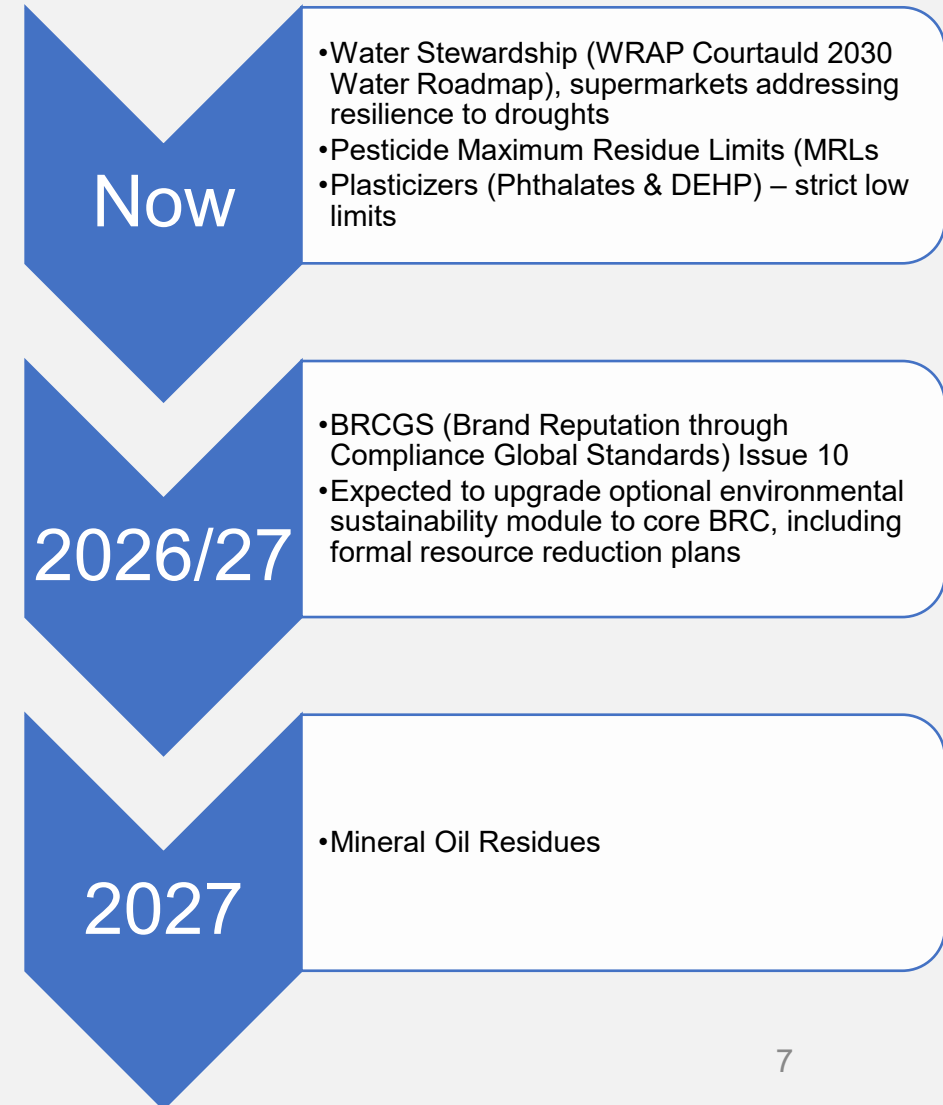 Now
•Water Stewardship (WRAP Courtauld 2030
Water Roadmap), supermarkets addressing
resilience to droughts
•Pesticide Maximum Residue Limits (MRLs
•Plasticizers (Phthalates & DEHP) – strict low
limits
2026/27
•BRCGS (Brand Reputation through
Compliance Global Standards) Issue 10
•Expected to upgrade optional environmental
sustainability module to core BRC, including
formal resource reduction plans
2027
•Mineral Oil Residues
7